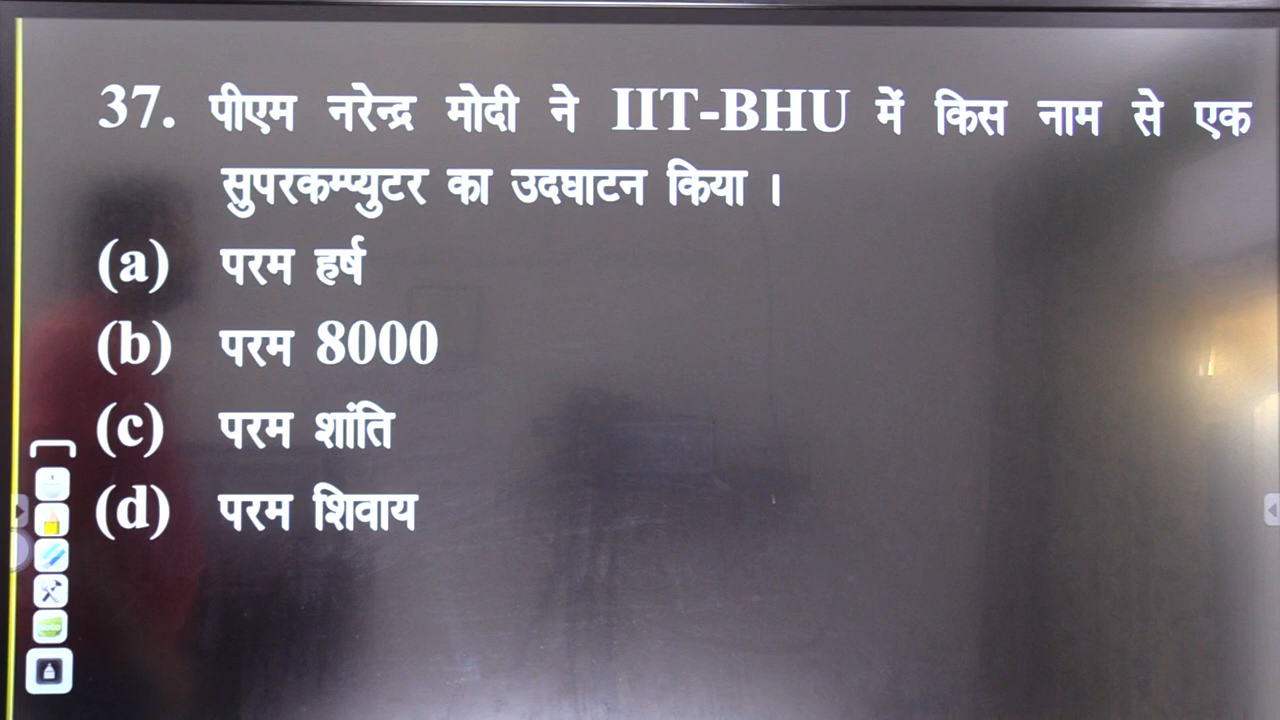 37. पीएम नरेन्द्र मोदी ने IIT-BHU में किस नाम से एक
सुपरकम्प्युटर का उदघाटन किया ।
(a) परम हर्ष
(b) परम 8000
(c) परम शांति
(d) परम शिवाय